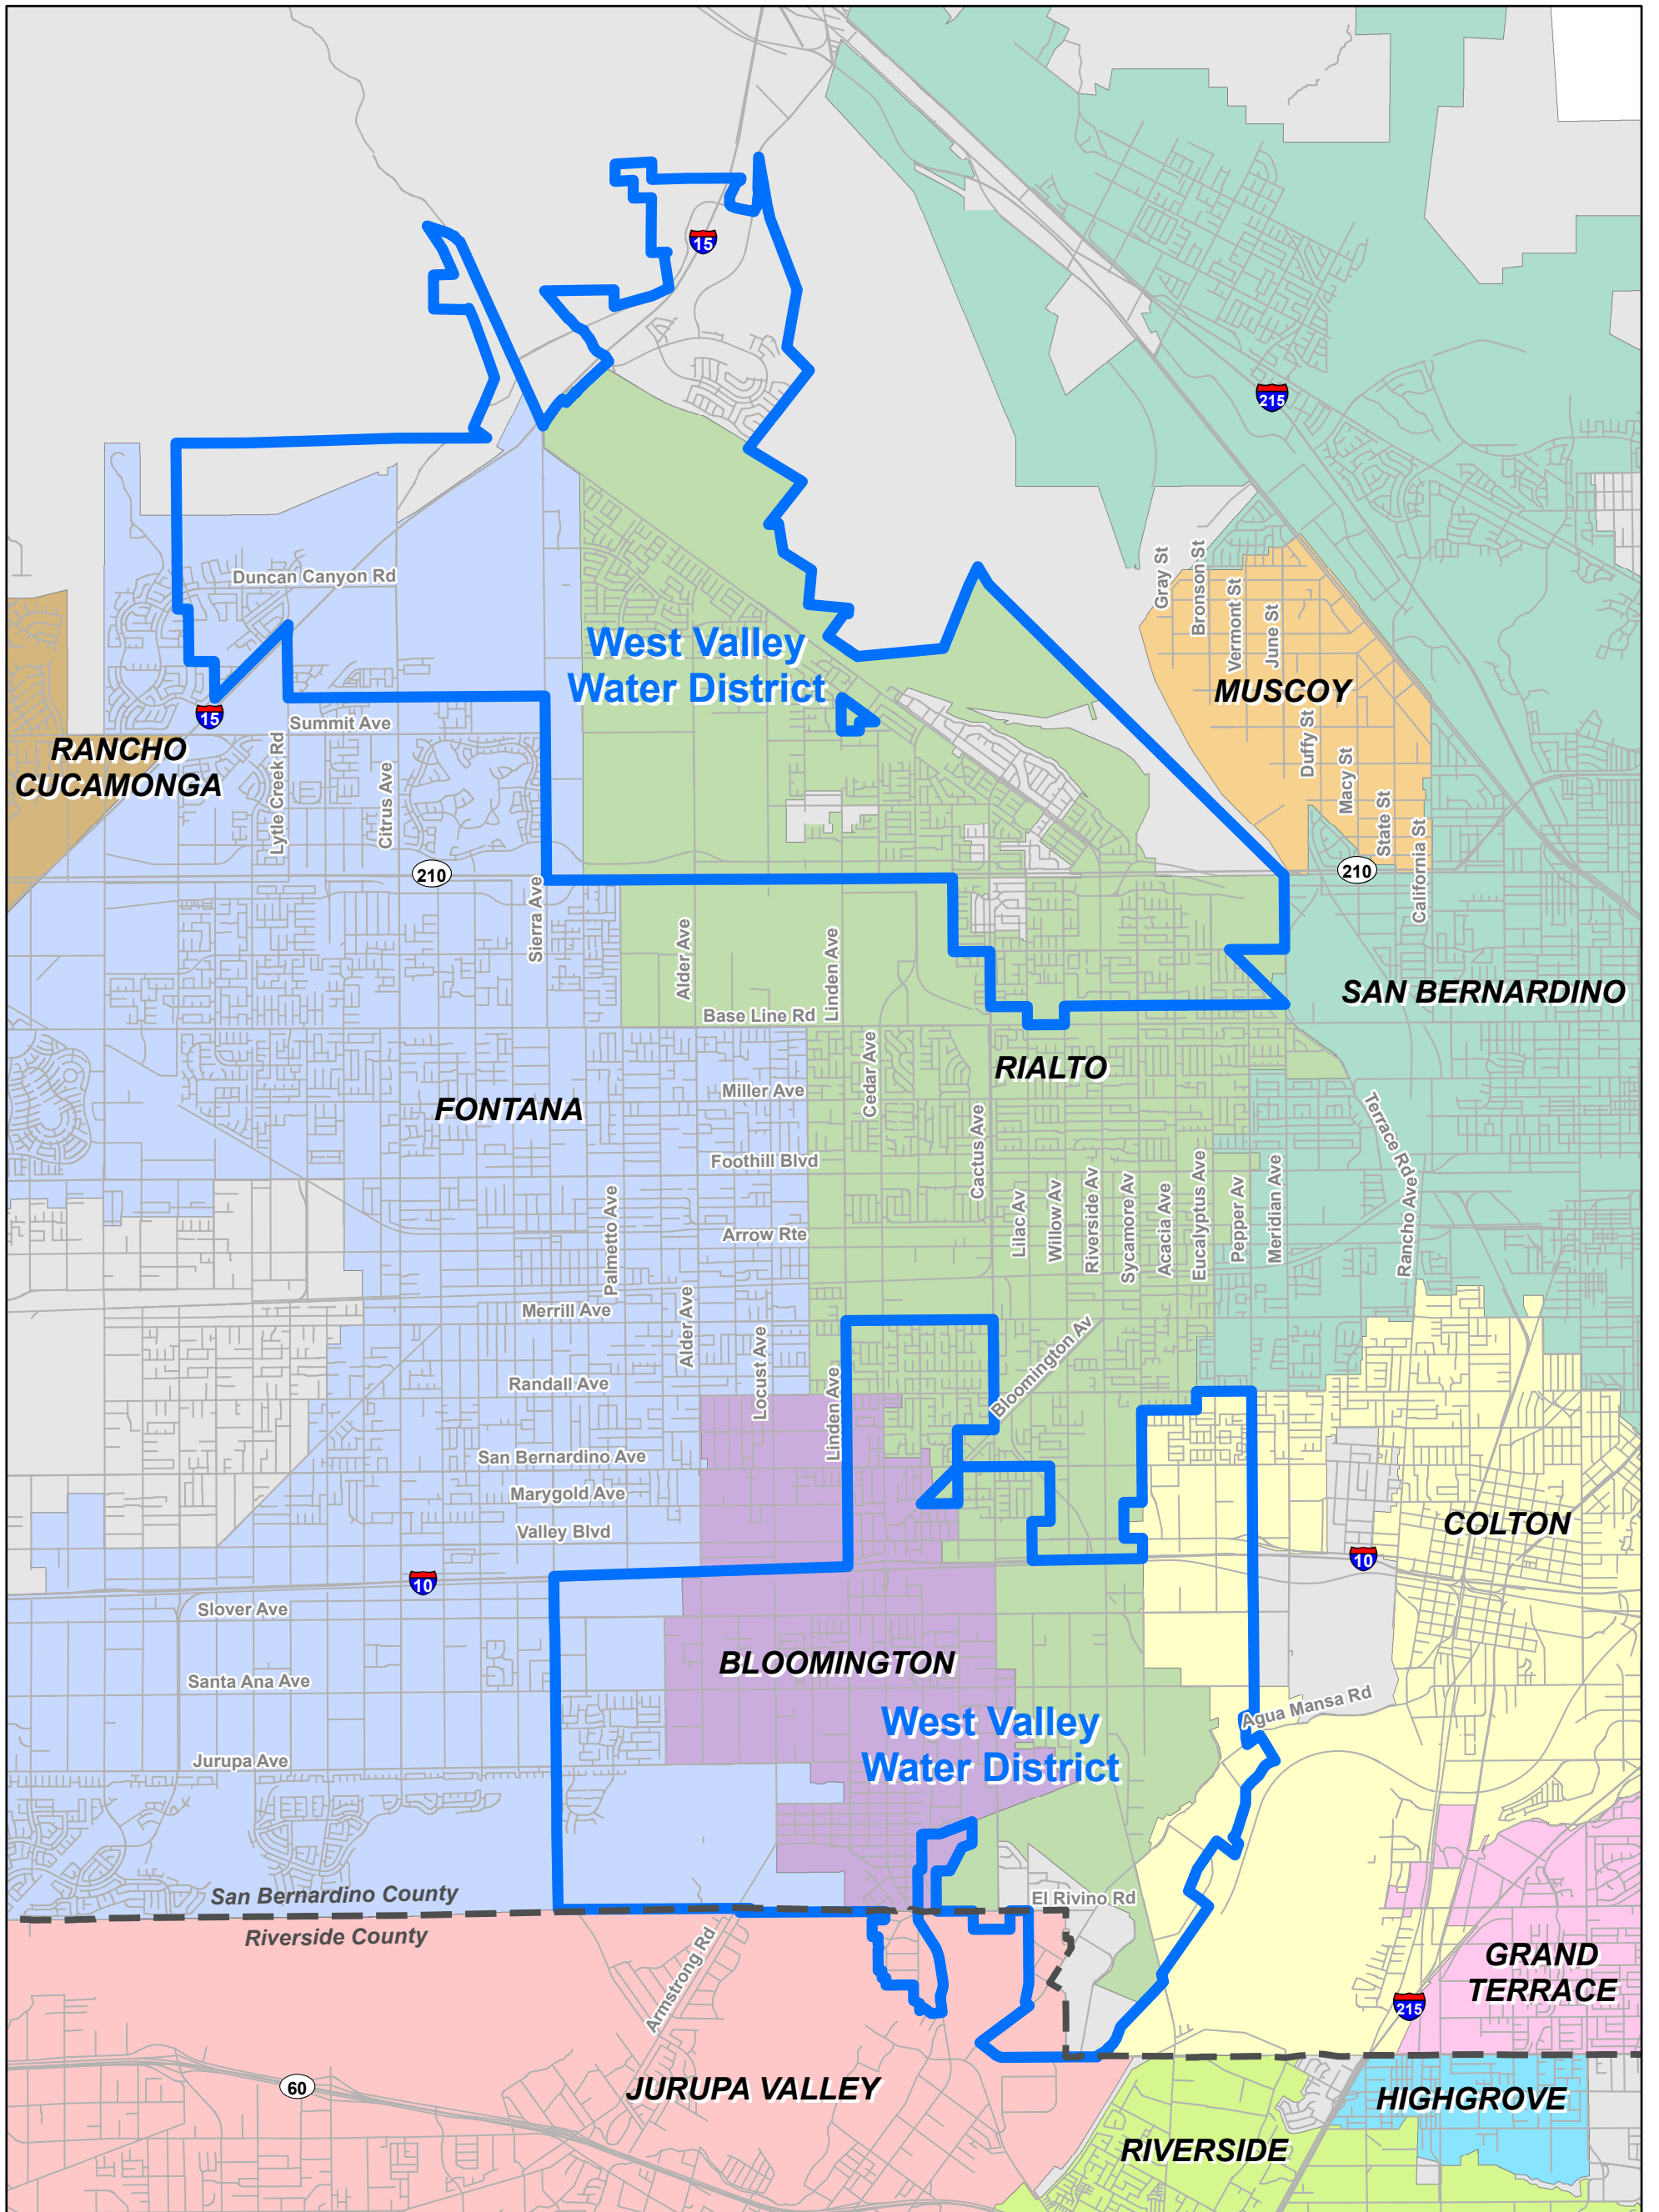 15
215
Duncan Canyon Rd
Gray St
Bronson St
Vermont St
June St
West Valley
Water District
MUSCOY
15
Summit Ave
RANCHO
CUCAMONGA
Lytle Creek Rd
Citrus Ave
Duffy St
Macy St
State St
California St
210
210
Sierra Ave
Alder Ave
Linden Ave
SAN BERNARDINO
Base Line Rd
RIALTO
Cedar Ave
Miller Ave
FONTANA
Cactus Ave
Terrace Rd
Foothill Blvd
Palmetto Ave
Lilac Av
Willow Av
Riverside Av
Sycamore Av
Acacia Ave
Eucalyptus Ave
Pepper Av
Meridian Ave
Rancho Ave
Arrow Rte
Merrill Ave
Alder Ave
Locust Ave
Linden Ave
Bloomington Av
Randall Ave
San Bernardino Ave
Marygold Ave
Valley Blvd
COLTON
10
10
Slover Ave
BLOOMINGTON
Santa Ana Ave
Agua Mansa Rd
West Valley
Water District
Jurupa Ave
San Bernardino County
El Rivino Rd
Riverside County
Armstrong Rd
GRAND
TERRACE
215
60
JURUPA VALLEY
HIGHGROVE
RIVERSIDE